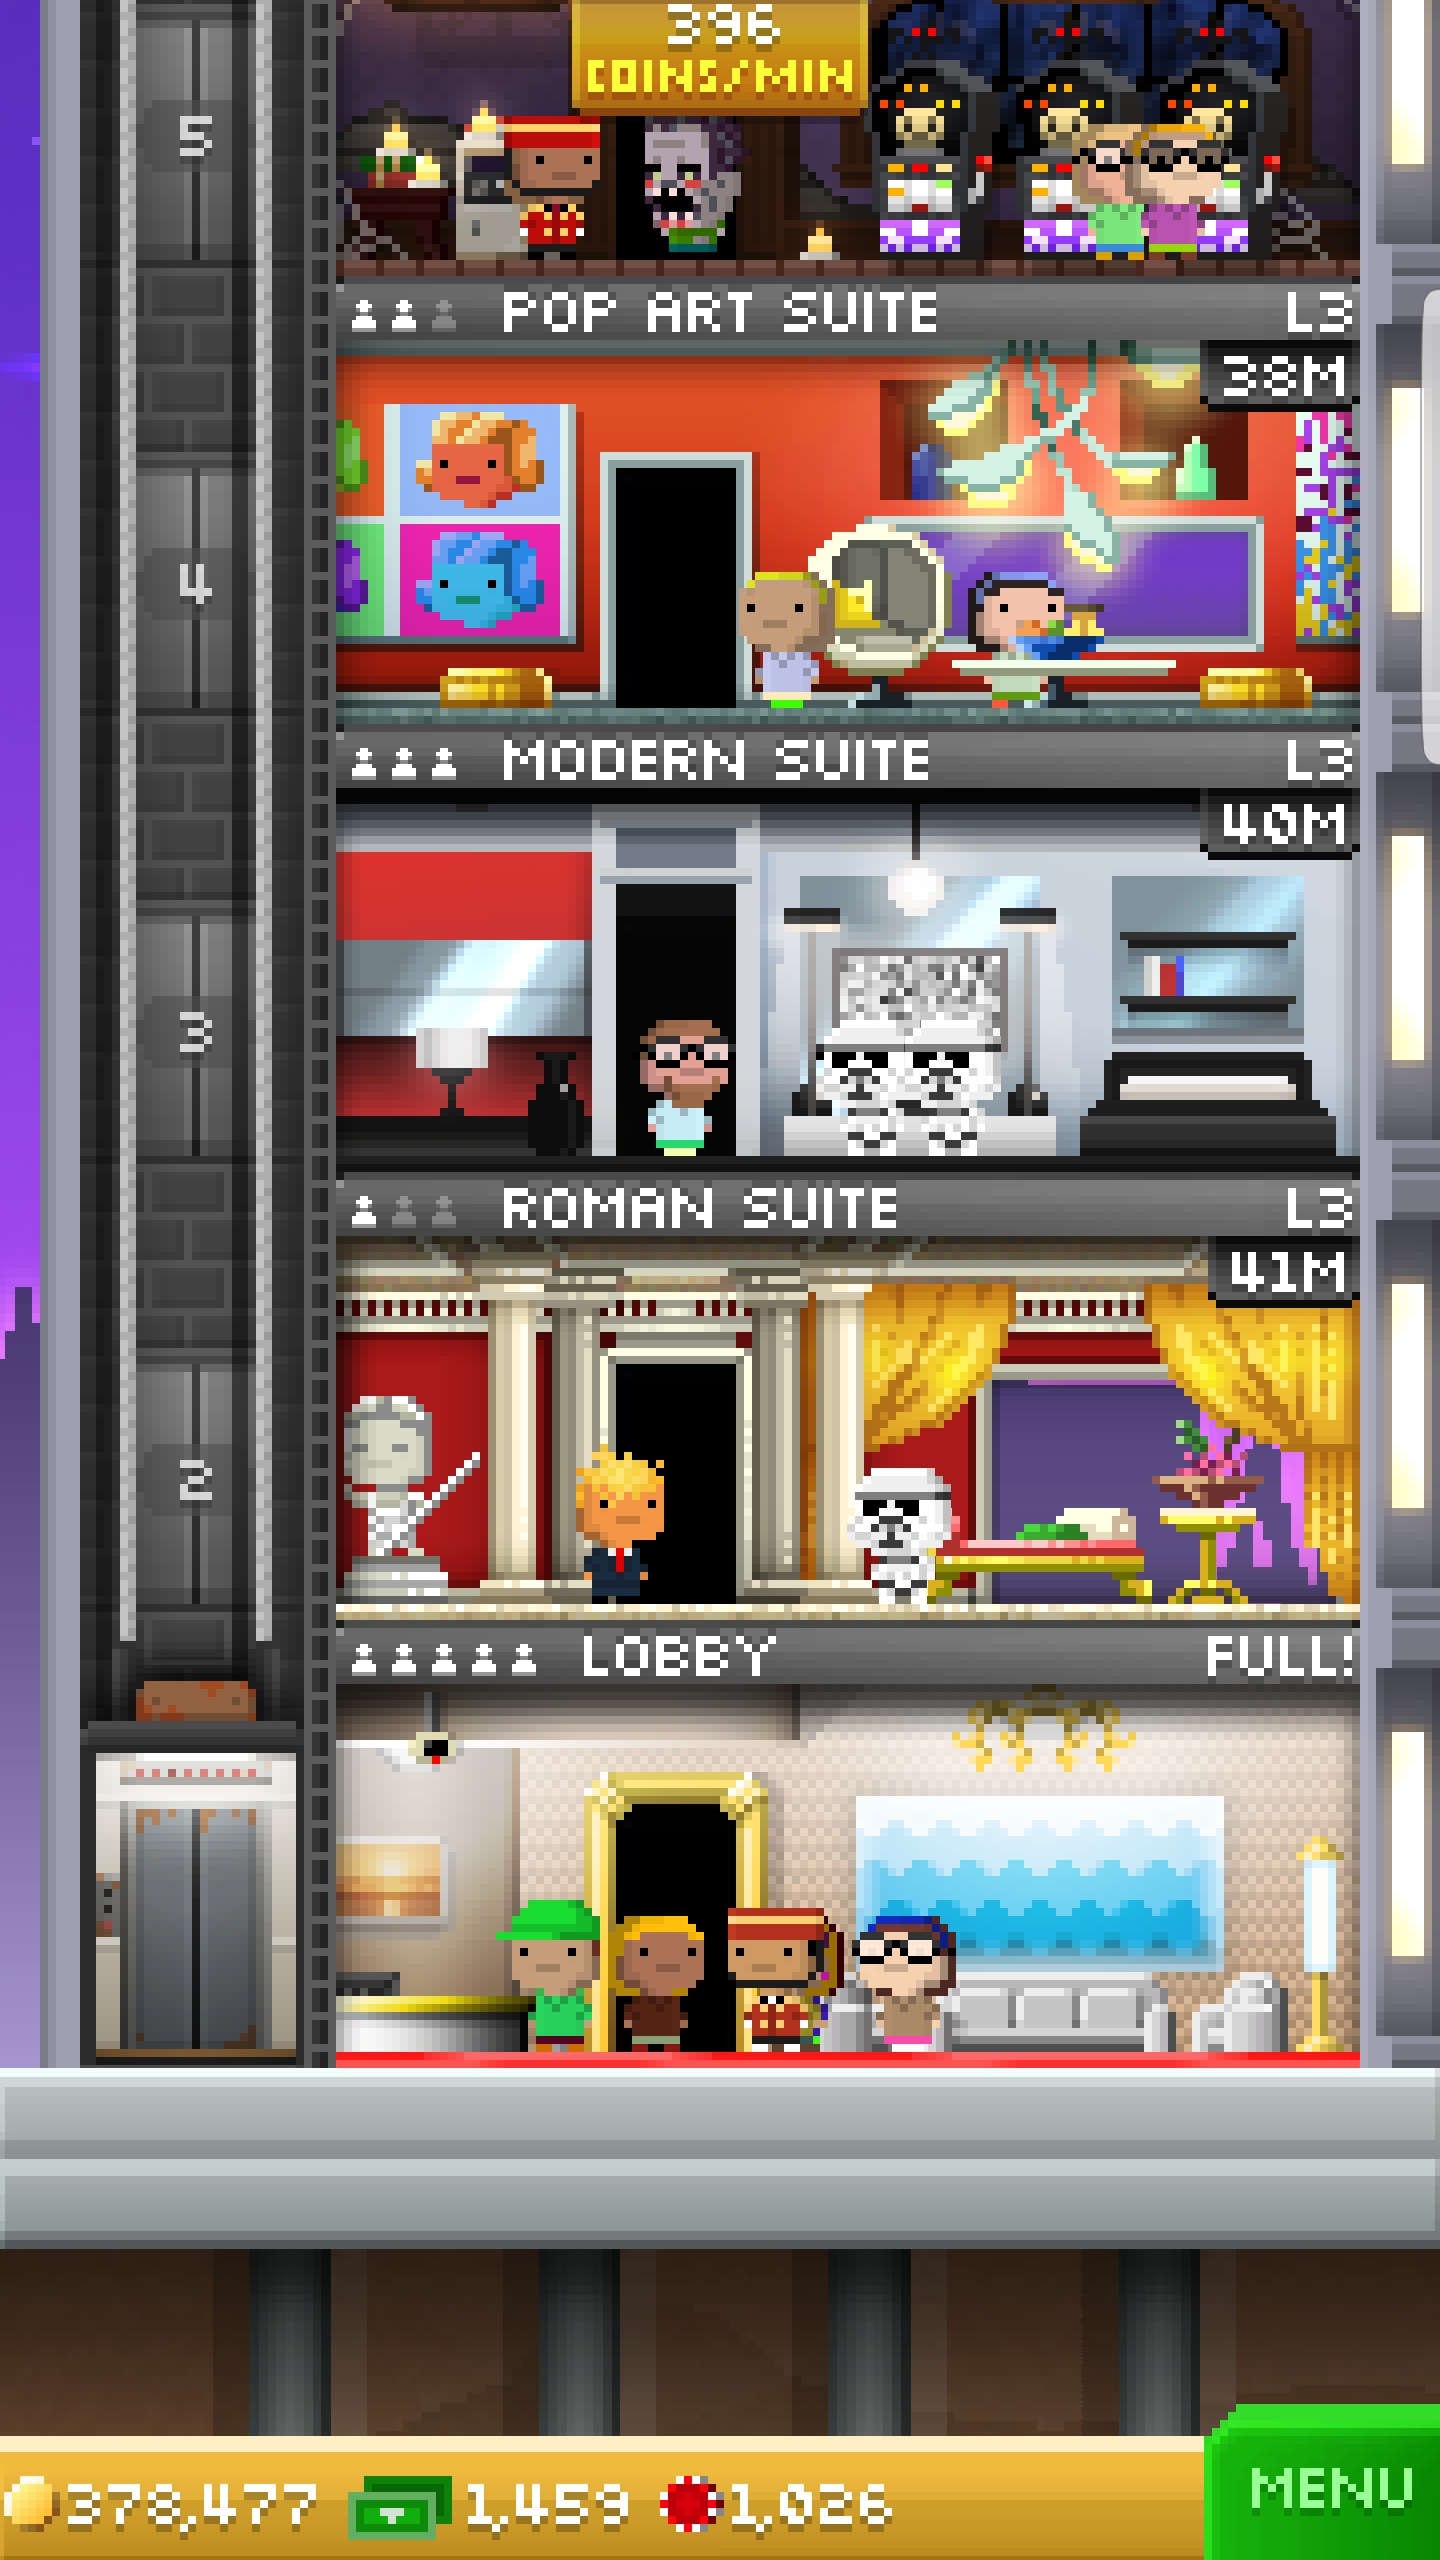 396
COINS/MIN
5
POP ART SUITE L3
38M
4
MODERN SUITE L3
40M
3
ROMAN SUITE L3
41M
2
LOBBY FULL!
378,477 1,459 1,026 MENU